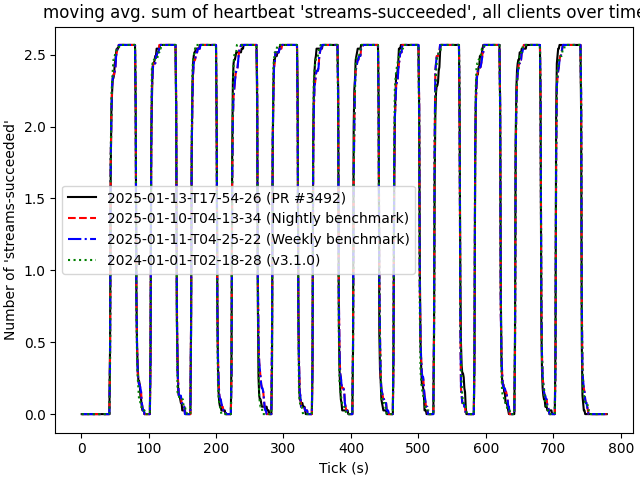 moving avg. sum of heartbeat 'streams-succeeded', all clients over time
Number of 'streams-succeeded'
2.5
2.0
1.5
1.0
0.5
0.0
2025-01-13-T17-54-26 (PR #3492)
2025-01-10-T04-13-34 (Nightly benchmark)
2025-01-11-T04-25-22 (Weekly benchmark)
2024-01-01-T02-18-28 (v3.1.0)
0 100 200 300 400 500 600 700 800
Tick (s)